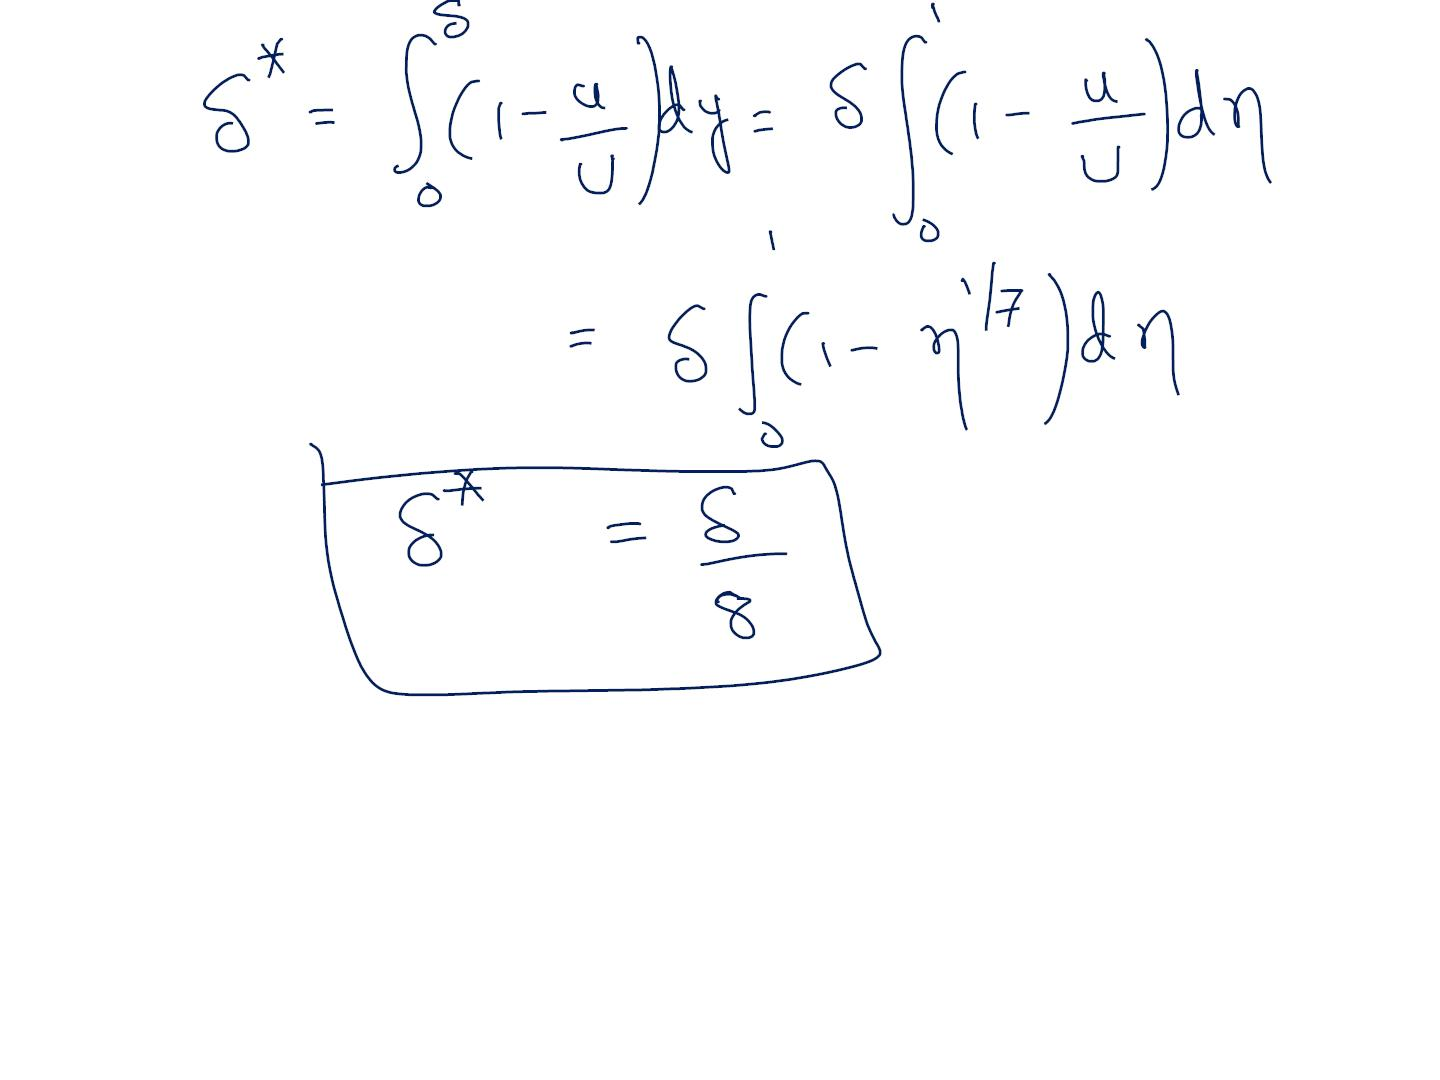 δ* = ∫₀^δ (1 - u/U) dy = δ ∫₀^1 (1 - u/U) dη
= δ ∫₀^1 (1 - η^{1/7}) dη
δ* = δ/8